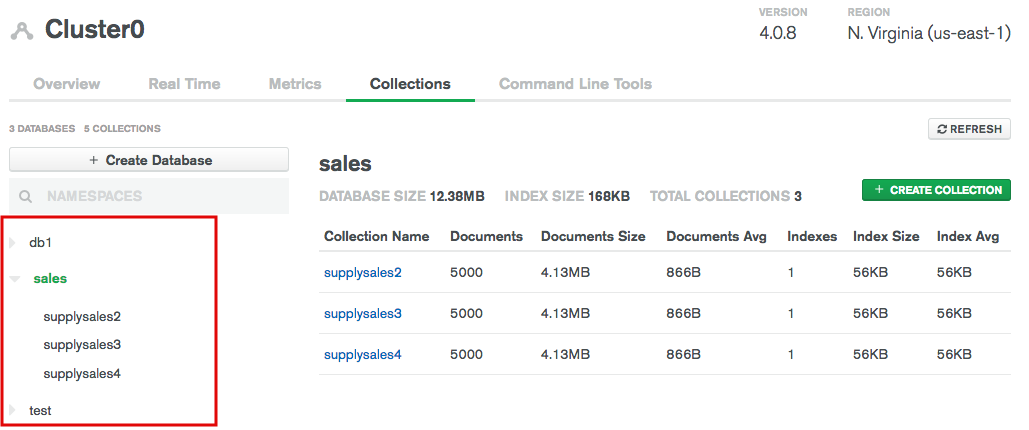 Cluster0
VERSION
4.0.8
REGION
N. Virginia (us-east-1)
Overview Real Time Metrics Collections Command Line Tools
3 DATABASES 5 COLLECTIONS
REFRESH
+ Create Database
NAMESPACES
db1
sales
supplysales2
supplysales3
supplysales4
test
sales
DATABASE SIZE 12.38MB INDEX SIZE 168KB TOTAL COLLECTIONS 3
+ CREATE COLLECTION
Collection Name Documents Documents Size Documents Avg Indexes Index Size Index Avg
supplysales2 5000 4.13MB 866B 1 56KB 56KB
supplysales3 5000 4.13MB 866B 1 56KB 56KB
supplysales4 5000 4.13MB 866B 1 56KB 56KB